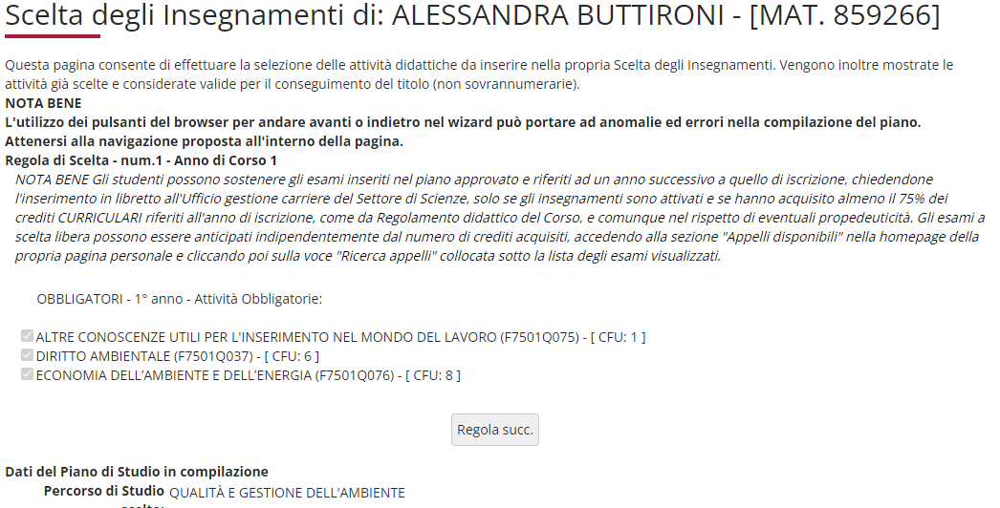 Scelta degli Insegnamenti di: ALESSANDRA BUTTIRONI - [MAT. 859266]
Questa pagina consente di effettuare la selezione delle attività didattiche da inserire nella propria Scelta degli Insegnamenti. Vengono inoltre mostrate le
attività già scelte e considerate valide per il conseguimento del titolo (non sovrannumerarie).
NOTA BENE
L'utilizzo dei pulsanti del browser per andare avanti o indietro nel wizard può portare ad anomalie ed errori nella compilazione del piano.
Attenersi alla navigazione proposta all'interno della pagina.
Regola di Scelta - num.1 - Anno di Corso 1
NOTA BENE Gli studenti possono sostenere gli esami inseriti nel piano approvato e riferiti ad un anno successivo a quello di iscrizione, chiedendone
l'inserimento in libretto all'Ufficio gestione carriere del Settore di Scienze, solo se gli insegnamenti sono attivati e se hanno acquisito almeno il 75% dei
crediti CURRICULARI riferiti all'anno di iscrizione, come da Regolamento didattico del Corso, e comunque nel rispetto di eventuali propedeuticità. Gli esami a
scelta libera possono essere anticipati indipendentemente dal numero di crediti acquisiti, accedendo alla sezione "Appelli disponibili" nella homepage della
propria pagina personale e cliccando poi sulla voce "Ricerca appelli" collocata sotto la lista degli esami visualizzati.
OBBLIGATORI - 1° anno - Attività Obbligatorie:
ALTRE CONOSCENZE UTILI PER L'INSERIMENTO NEL MONDO DEL LAVORO (F7501Q075) - [ CFU: 1 ]
DIRITTO AMBIENTALE (F7501Q037) - [ CFU: 6 ]
ECONOMIA DELL’AMBIENTE E DELL’ENERGIA (F7501Q076) - [ CFU: 8 ]
Regola succ.
Dati del Piano di Studio in compilazione
Percorso di Studio QUALITÀ E GESTIONE DELL'AMBIENTE